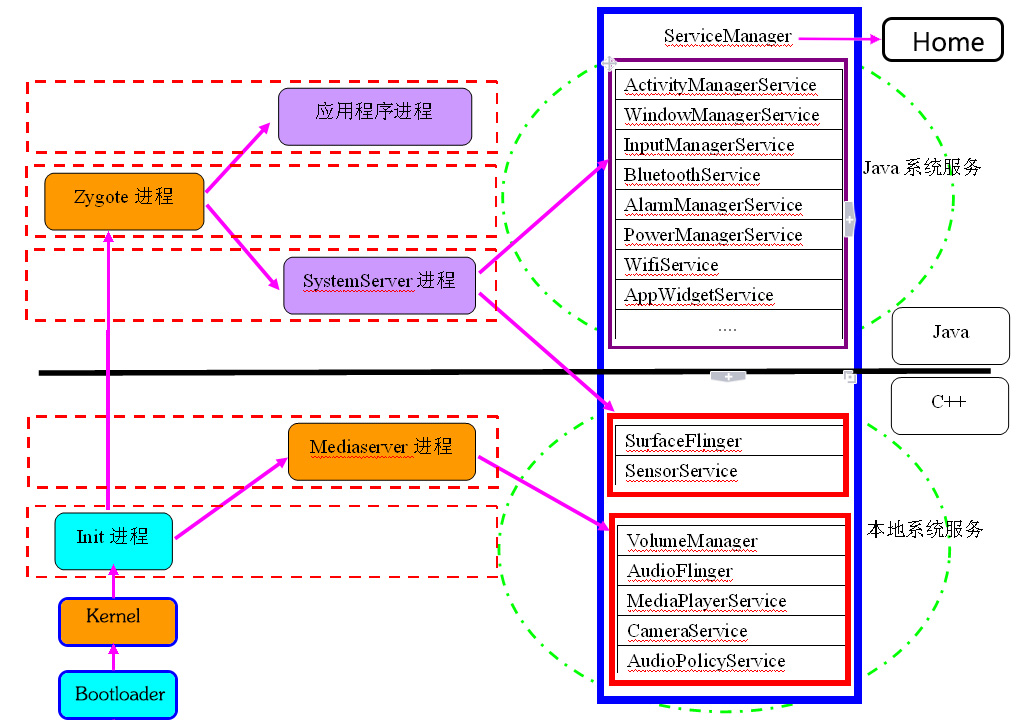 ServiceManager
Home
ActivityManagerService
WindowManagerService
InputManagerService
BluetoothService
AlarmManagerService
PowerManagerService
WifiService
AppWidgetService
....
Java 系统服务
应用程序进程
Zygote 进程
SystemServer 进程
Java
C++
Mediaserver 进程
SurfaceFlinger
SensorService
Init 进程
VolumeManager
AudioFlinger
MediaPlayerService
CameraService
AudioPolicyService
本地系统服务
Kernel
Bootloader